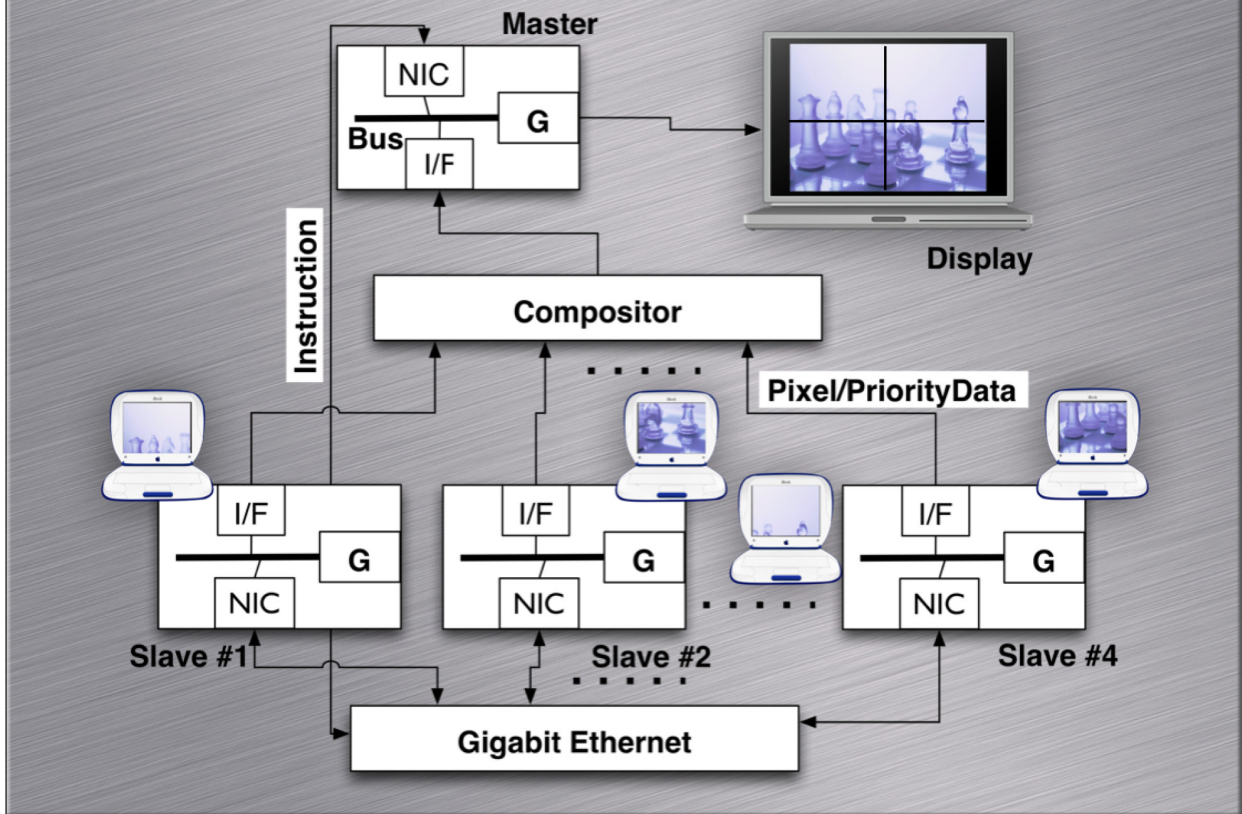 Master
NIC
G
Bus
I/F
Display
Instruction
Compositor
Pixel/PriorityData
I/F
G
NIC
I/F
G
NIC
I/F
G
NIC
Slave #1
Slave #2
Slave #4
Gigabit Ethernet